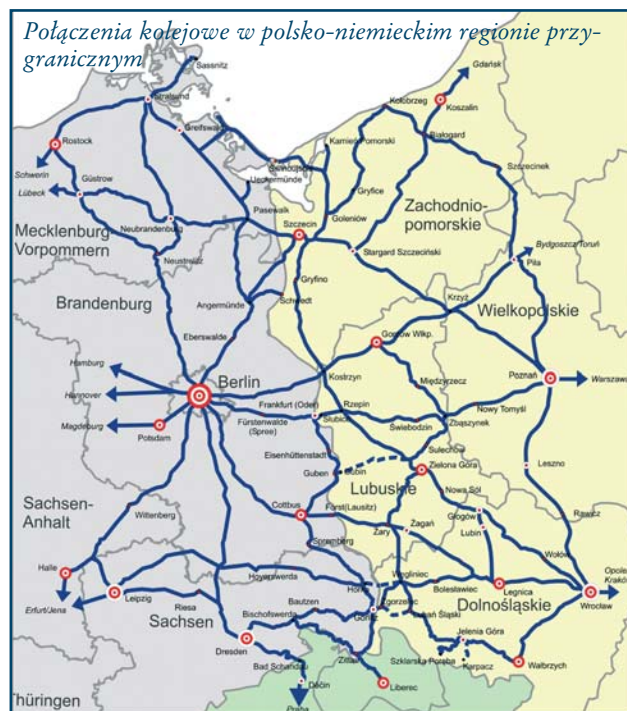 Połączenia kolejowe w polsko-niemieckim regionie przy-
granicznym
Sassnitz
Stralsund
Greifswald
Rostock
Schwerin
Lübeck
Güstrow
Ueckermünde
Neubrandenburg
Pasewalk
Neustrelitz
Mecklenburg
Vorpommern
Gdańsk
Kołobrzeg
Koszalin
Białogard
Kamień Pomorski
Szczecinek
Gryfice
Goleniów
Zachodnio-
pomorskie
Szczecin
Stargard Szczeciński
Bydgoszcz/Toruń
Piła
Gryfino
Schwedt
Angermünde
Brandenburg
Eberswalde
Krzyż
Wielkopolskie
Gorzów Wlkp.
Hamburg
Hannover
Magdeburg
Berlin
Potsdam
Kostrzyn
Międzyrzecz
Poznań
Warszawa
Frankfurt (Oder)
Rzepin
Słubice
Nowy Tomyśl
Fürstenwalde
(Spree)
Świebodzin
Zbąszynek
Eisenhüttenstadt
Sulechów
Guben
Gubin
Zielona Góra
Leszno
Lubuskie
Nowa Sól
Sachsen-
Anhalt
Cottbus
Forst(Lausitz)
Głogów
Rawicz
Wittenberg
Żary
Żagań
Lubin
Spremberg
Wołów
Halle
Hoyerswerda
Horka
Węgliniec
Bolesławiec
Legnica
Opole
Kraków
Erfurt/Jena
Leipzig
Riesa
Bautzen
Bischofswerda
Zgorzelec
Görlitz
Lubań Śląski
Dolnośląskie
Wrocław
Sachsen
Dresden
Jelenia Góra
Szklarska Poręba
Karpacz
Wałbrzych
Bad Schandau
Zittau
Děčín
Liberec
Thüringen
Praha